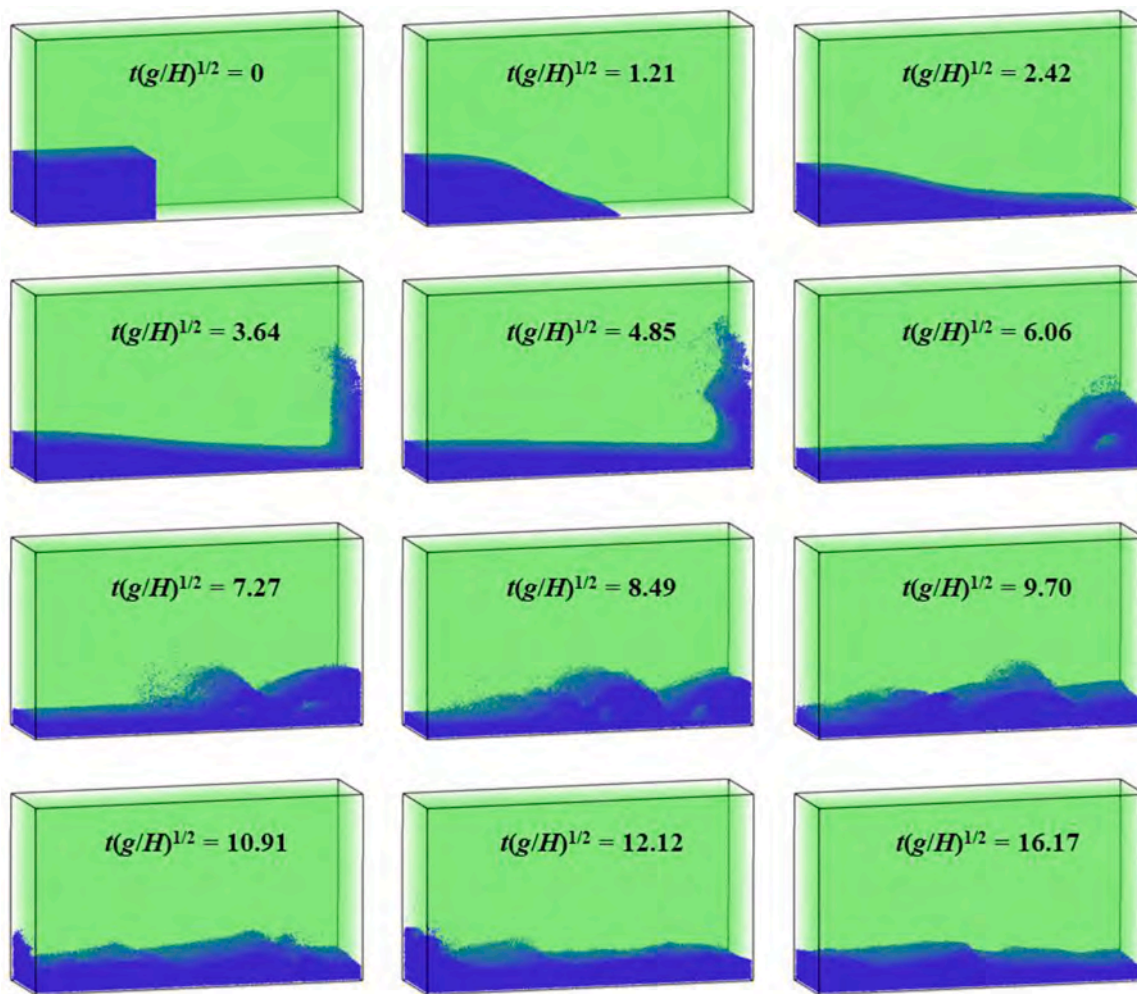 t(g/H)1/2 = 0
t(g/H)1/2 = 1.21
t(g/H)1/2 = 2.42
t(g/H)1/2 = 3.64
t(g/H)1/2 = 4.85
t(g/H)1/2 = 6.06
t(g/H)1/2 = 7.27
t(g/H)1/2 = 8.49
t(g/H)1/2 = 9.70
t(g/H)1/2 = 10.91
t(g/H)1/2 = 12.12
t(g/H)1/2 = 16.17